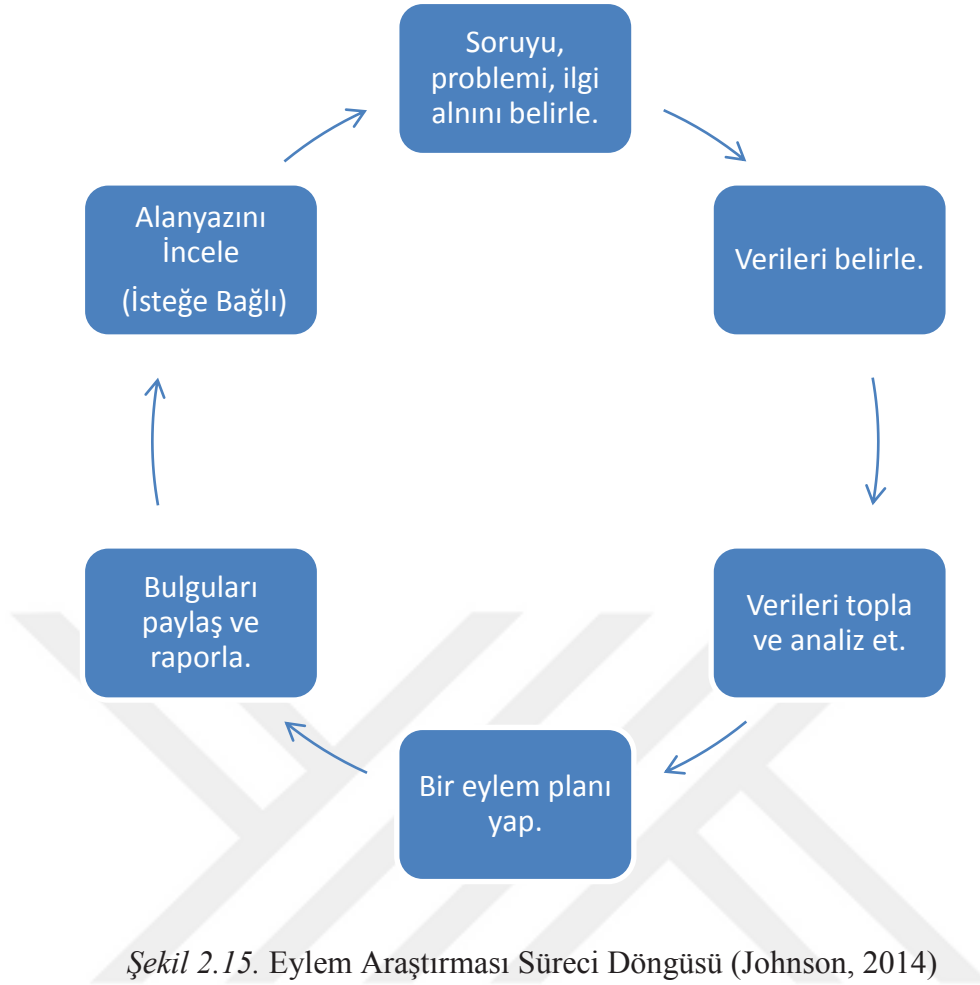 Soruyu,
problemi, ilgi
alnını belirle.
Verileri belirle.
Verileri topla
ve analiz et.
Bir eylem planı
yap.
Bulguları
paylaş ve
raporla.
Alanyazını
İncele
(İsteğe Bağlı)
Şekil 2.15. Eylem Araştırması Süreci Döngüsü (Johnson, 2014)